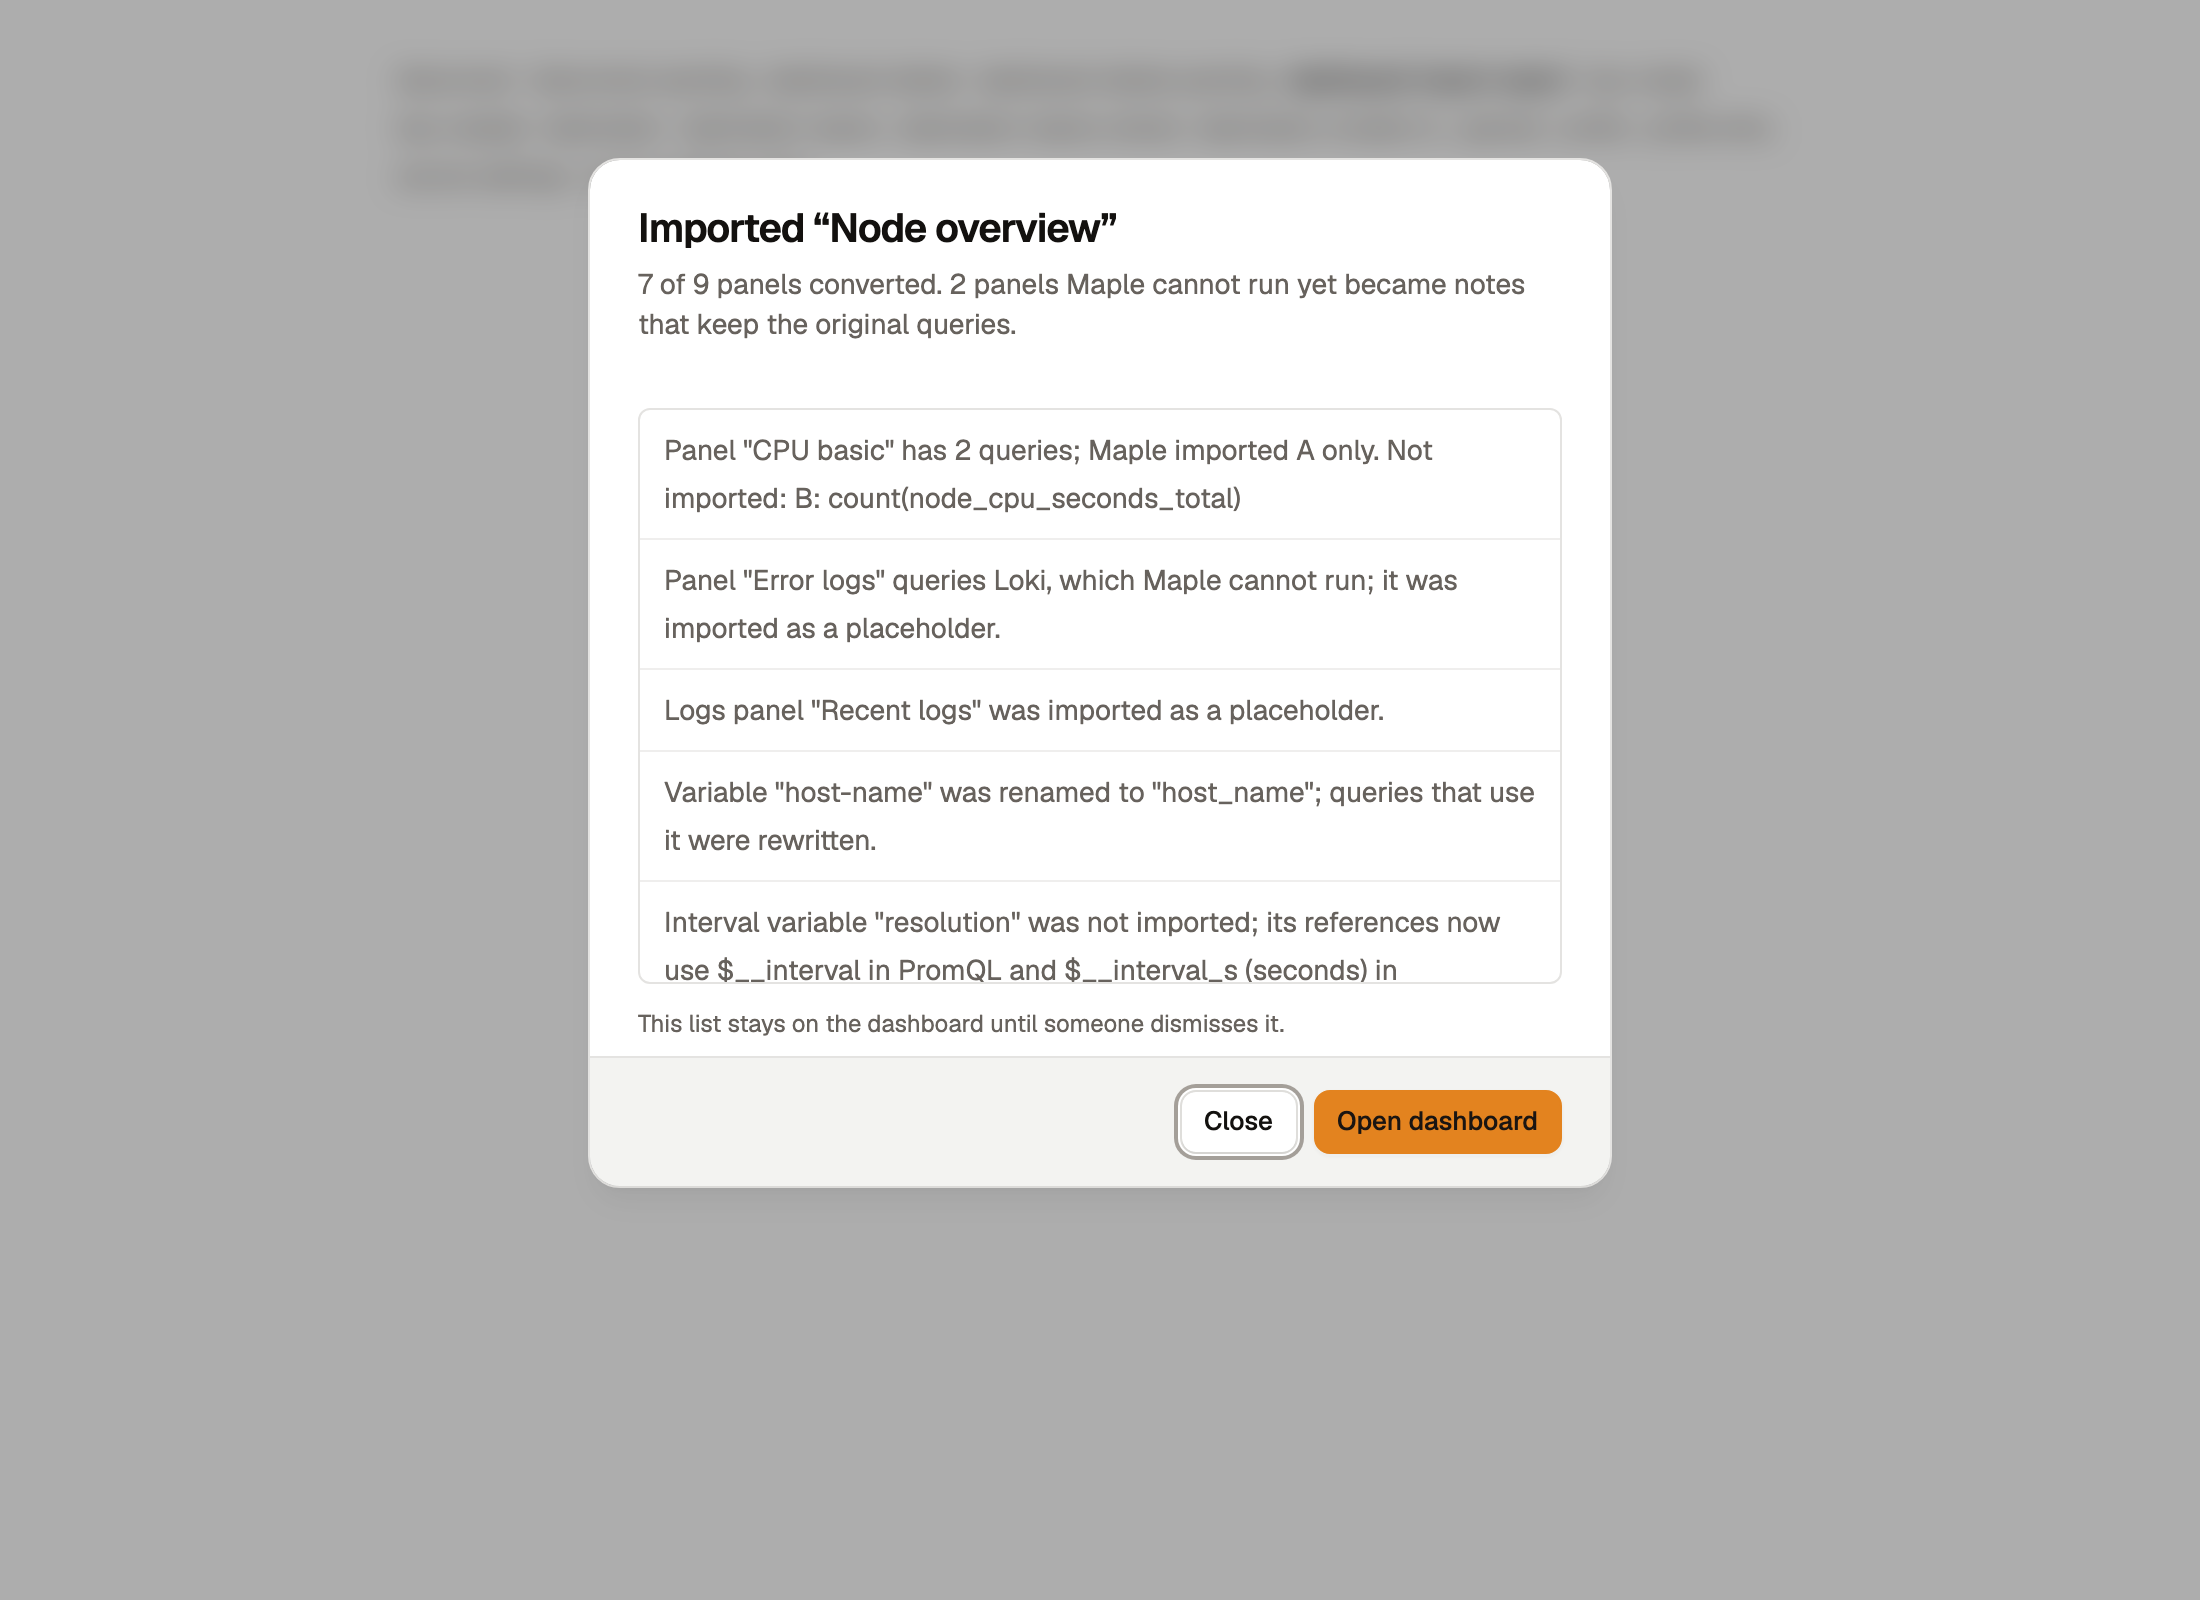 Imported “Node overview”
7 of 9 panels converted. 2 panels Maple cannot run yet became notes
that keep the original queries.
Panel "CPU basic" has 2 queries; Maple imported A only. Not
imported: B: count(node_cpu_seconds_total)
Panel "Error logs" queries Loki, which Maple cannot run; it was
imported as a placeholder.
Logs panel "Recent logs" was imported as a placeholder.
Variable "host-name" was renamed to "host_name"; queries that use
it were rewritten.
Interval variable "resolution" was not imported; its references now
use $__interval in PromQL and $__interval_s (seconds) in
This list stays on the dashboard until someone dismisses it.
Close
Open dashboard